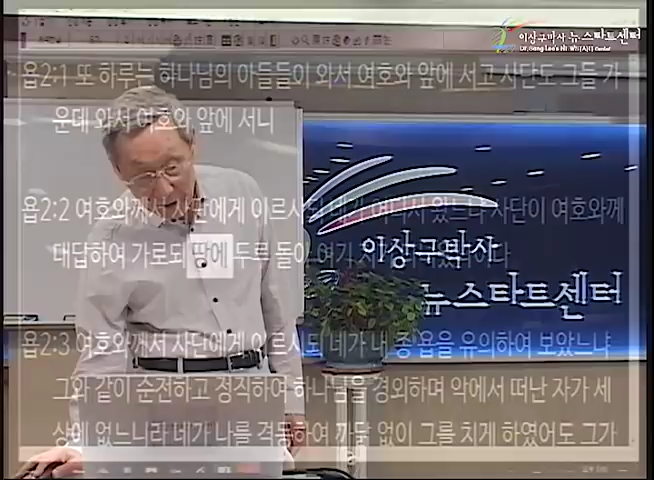 이상구박사 뉴스타트센터
욥2:1 또 하루는 하나님의 아들들이 와서 여호와 앞에 서고 사단도 그들 가
운데 와서 여호와 앞에 서니
욥2:2 여호와께서 사단에게 이르시되 네가 어디서 왔느냐 사단이 여호와께
대답하여 가로되 땅에 두루 돌아 여기
이상구박사
뉴스타트센터
욥2:3 여호와께서 사단에게 이르시되 네가 내 종 욥을 유의하여 보았느냐
그와 같이 순전하고 정직하여 하나님을 경외하며 악에서 떠난 자가 세
상에 없느니라 네가 나를 격동하여 까닭 없이 그를 치게 하였어도 그가